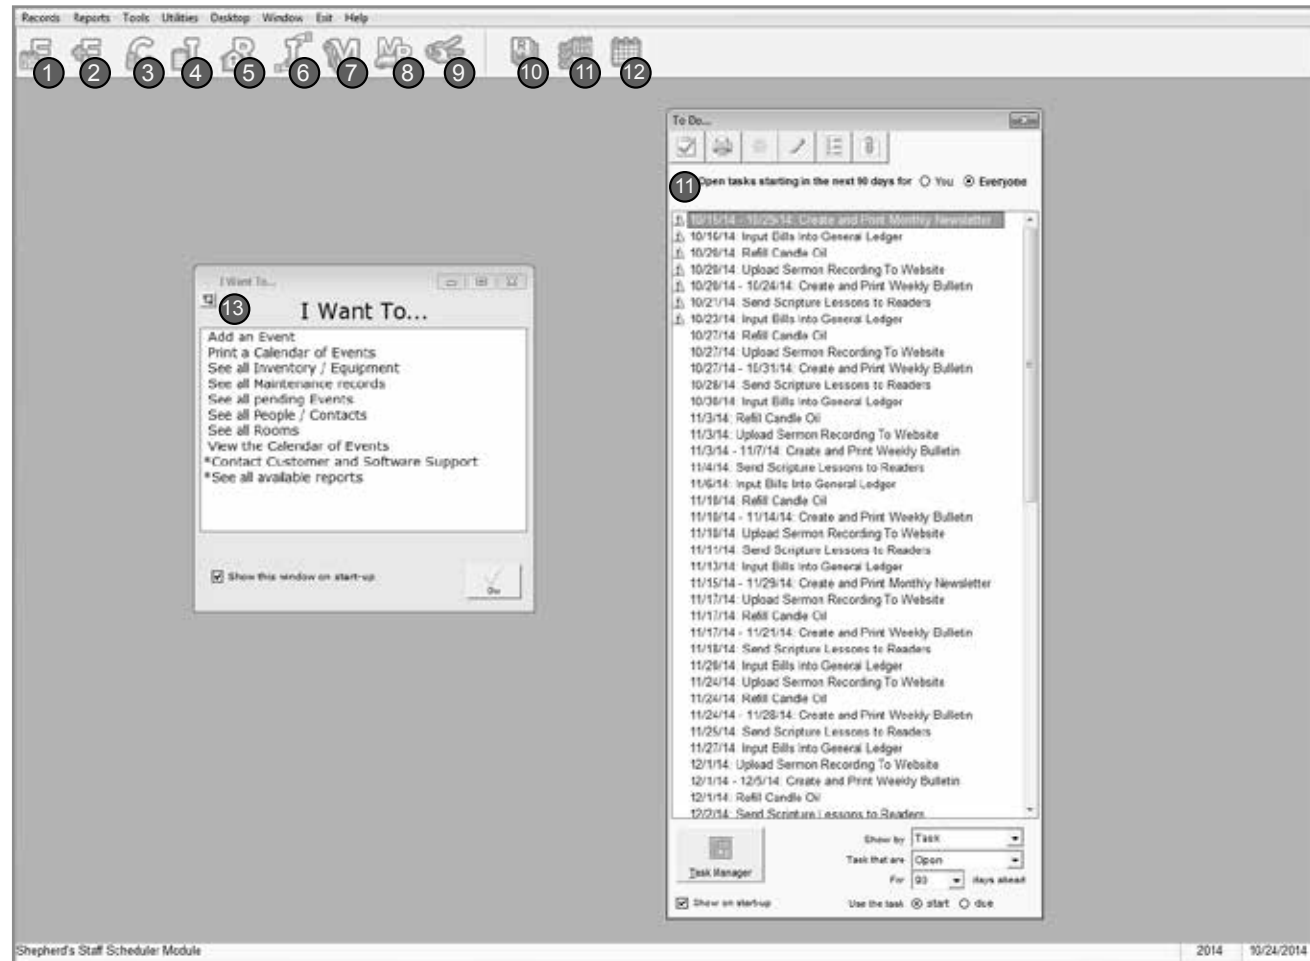 Records Reports Tools Utilities Desktop Window Exit Help
1 2 3 4 5 6 7 8 9 10 11 12
To Do...
11 Open tasks starting in the next 90 days for You Everyone
10/15/14 - 10/29/14: Create and Print Monthly Newsletter
10/16/14: Input Bills Into General Ledger
10/20/14: Refill Candle Oil
10/20/14: Upload Sermon Recording To Website
10/20/14 - 10/24/14: Create and Print Weekly Bulletin
10/21/14: Send Scripture Lessons to Readers
10/23/14: Input Bills Into General Ledger
10/27/14: Refill Candle Oil
10/27/14: Upload Sermon Recording To Website
10/27/14 - 10/31/14: Create and Print Weekly Bulletin
10/28/14: Send Scripture Lessons to Readers
10/30/14: Input Bills Into General Ledger
11/3/14: Refill Candle Oil
11/3/14: Upload Sermon Recording To Website
11/3/14 - 11/7/14: Create and Print Weekly Bulletin
11/4/14: Send Scripture Lessons to Readers
11/6/14: Input Bills Into General Ledger
11/10/14: Refill Candle Oil
11/10/14 - 11/14/14: Create and Print Weekly Bulletin
11/10/14: Upload Sermon Recording To Website
11/11/14: Send Scripture Lessons to Readers
11/13/14: Input Bills Into General Ledger
11/15/14 - 11/29/14: Create and Print Monthly Newsletter
11/17/14: Upload Sermon Recording To Website
11/17/14: Refill Candle Oil
11/17/14 - 11/21/14: Create and Print Weekly Bulletin
11/18/14: Send Scripture Lessons to Readers
11/20/14: Input Bills Into General Ledger
11/24/14: Upload Sermon Recording To Website
11/24/14: Refill Candle Oil
11/24/14 - 11/28/14: Create and Print Weekly Bulletin
11/25/14: Send Scripture Lessons to Readers
11/27/14: Input Bills Into General Ledger
12/1/14: Upload Sermon Recording To Website
12/1/14 - 12/5/14: Create and Print Weekly Bulletin
12/1/14: Refill Candle Oil
12/2/14: Send Scripture Lessons to Readers
Show by Task
Task that are Open
Task Manager
For 90 days ahead
Show on start-up Use the task start due
I Want To...
13 I Want To...
Add an Event
Print a Calendar of Events
See all Inventory / Equipment
See all Maintenance records
See all pending Events
See all People / Contacts
See all Rooms
View the Calendar of Events
*Contact Customer and Software Support
*See all available reports
Show this window on start-up
Shepherd's Staff Scheduler Module 2014 10/24/2014